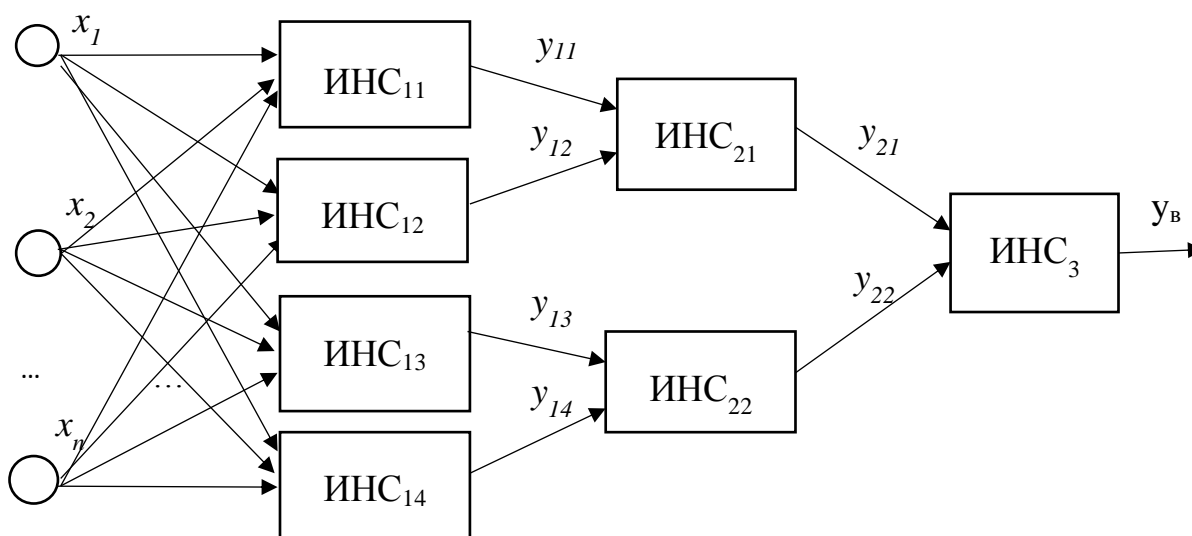 x₁
ИНС₁₁
y₁₁
ИНС₂₁
y₁₂
y₂₁
x₂
ИНС₁₂
yв
ИНС₃
y₁₃
y₂₂
...
ИНС₁₃
...
ИНС₂₂
y₁₄
xₙ
ИНС₁₄